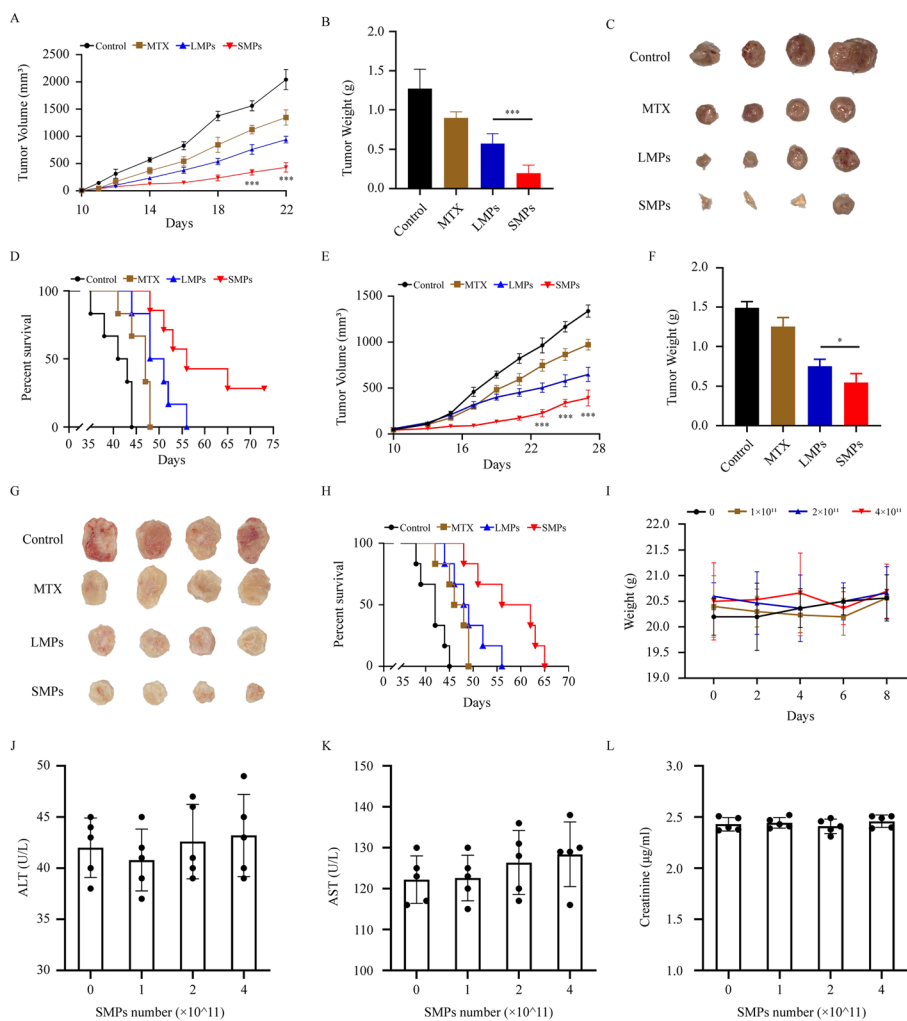 A
Control MTX LMPs SMPs
Tumor Volume (mm³)
2500
2000
1500
1000
500
0
10 14 18 22
Days
***
***
B
Tumor Weight (g)
2.0
1.5
1.0
0.5
0.0
***
Control MTX LMPs SMPs
C
Control
MTX
LMPs
SMPs
D
Control MTX LMPs SMPs
Percent survival
100
50
0
0 35 45 55 65 75
Days
E
Control MTX LMPs SMPs
Tumor Volume (mm³)
1500
1000
500
0
10 16 22 28
Days
***
***
***
F
Tumor Weight (g)
2.0
1.5
1.0
0.5
0.0
*
Control MTX LMPs SMPs
G
Control
MTX
LMPs
SMPs
H
Control MTX LMPs SMPs
Percent survival
100
50
0
0 35 45 55 65 70
Days
I
0 1×10¹¹ 2×10¹¹ 4×10¹¹
Weight (g)
22.0
21.5
21.0
20.5
20.0
19.5
19.0
0 2 4 6 8
Days
J
ALT (U/L)
50
45
40
35
30
0 1 2 4
SMPs number (×10^11)
K
AST (U/L)
150
140
130
120
110
100
0 1 2 4
SMPs number (×10^11)
L
Creatinine (μg/ml)
3.0
2.5
2.0
1.5
1.0
0 1 2 4
SMPs number (×10^11)